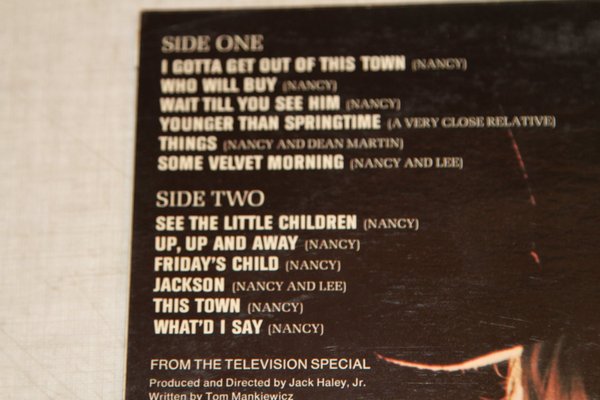 SIDE ONE
I GOTTA GET OUT OF THIS TOWN (NANCY)
WHO WILL BUY (NANCY)
WAIT TILL YOU SEE HIM (NANCY)
YOUNGER THAN SPRINGTIME (A VERY CLOSE RELATIVE)
THINGS (NANCY AND DEAN MARTIN)
SOME VELVET MORNING (NANCY AND LEE)
SIDE TWO
SEE THE LITTLE CHILDREN (NANCY)
UP, UP AND AWAY (NANCY)
FRIDAY'S CHILD (NANCY)
JACKSON (NANCY AND LEE)
THIS TOWN (NANCY)
WHAT'D I SAY (NANCY)
FROM THE TELEVISION SPECIAL
Produced and Directed by Jack Haley, Jr.
Written by Tom Mankiewicz